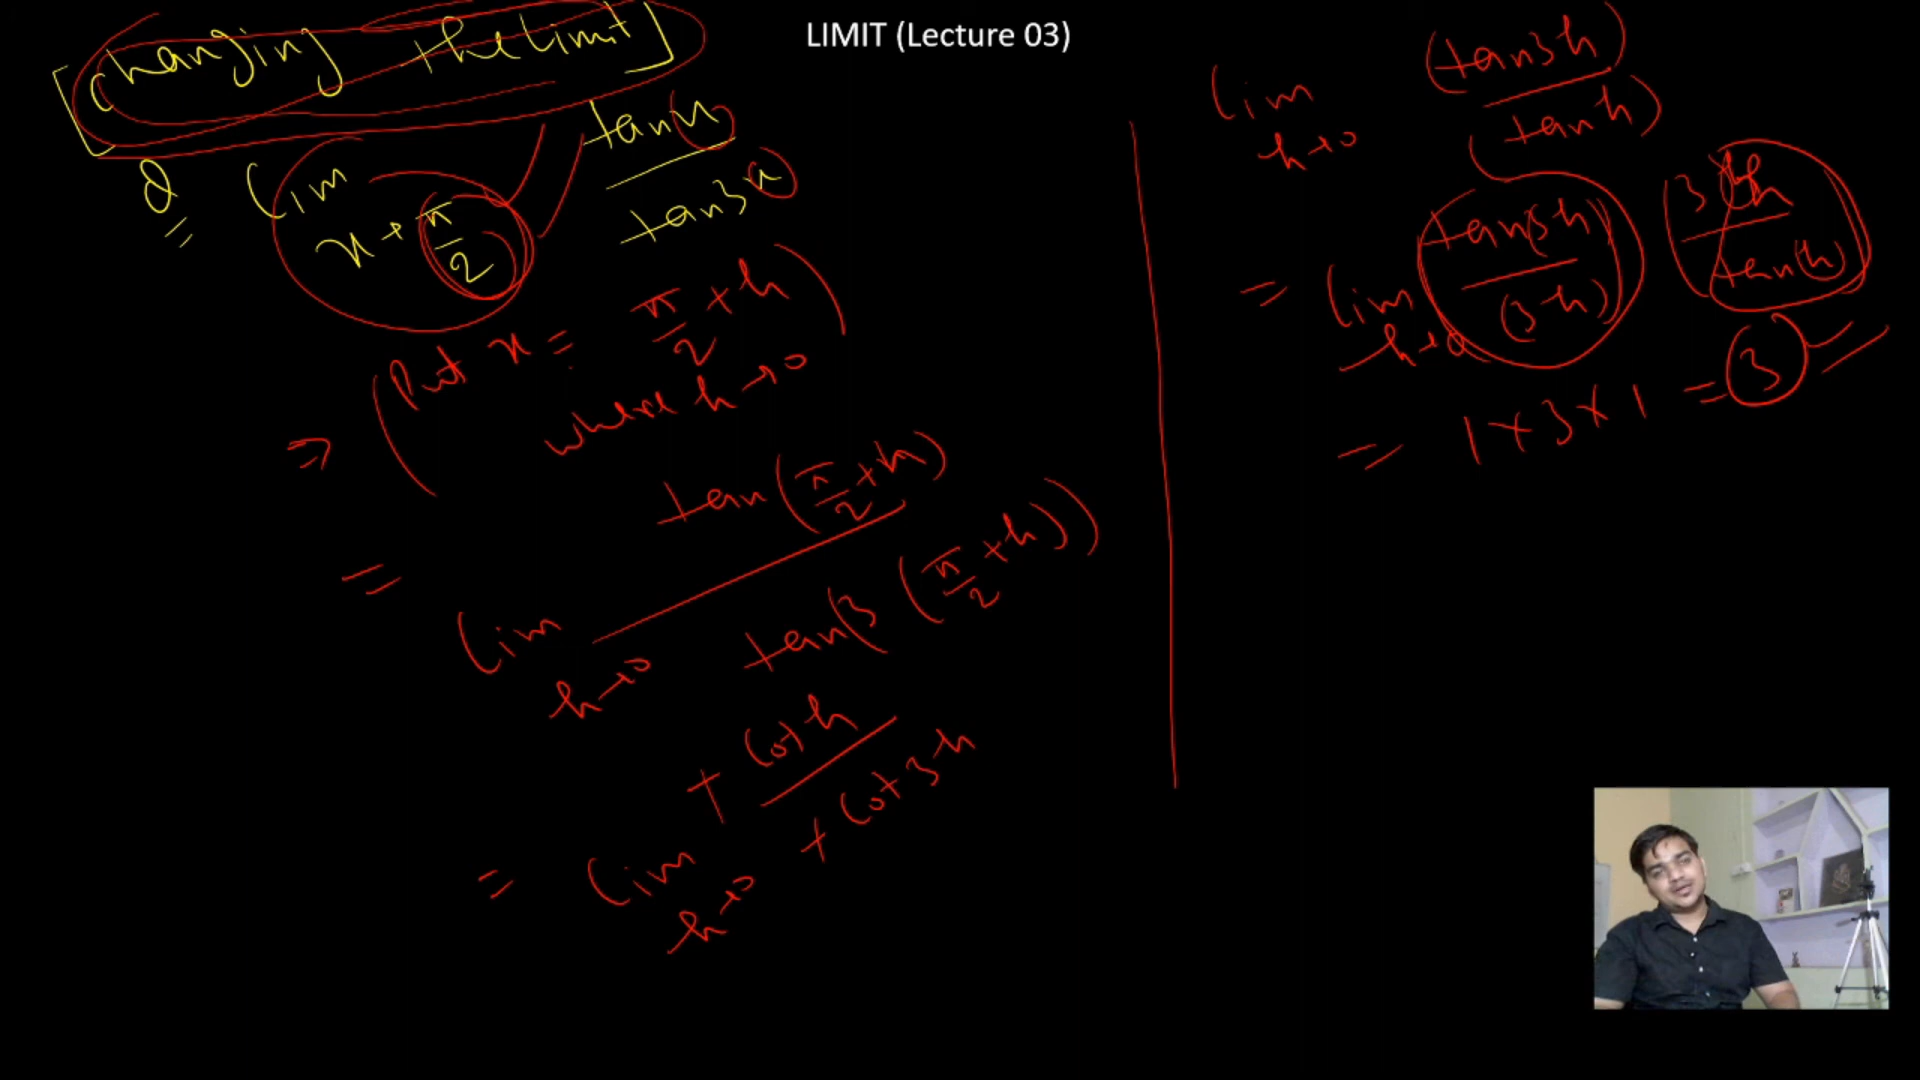 LIMIT (Lecture 03)
[Changing the limit]
Q = lim x→π/2 tan x / tan 3x
⇒ (Put x = π/2 + h
where h→0)
= lim h→0 tan(π/2 + h) / tan(3(π/2 + h))
= lim h→0 + cot h / + cot 3h
lim h→0 (tan 3h) / (tan h)
= lim h→0 tan(3h) / (3h) 3h / tan(h)
= 1 × 3 × 1 = 3